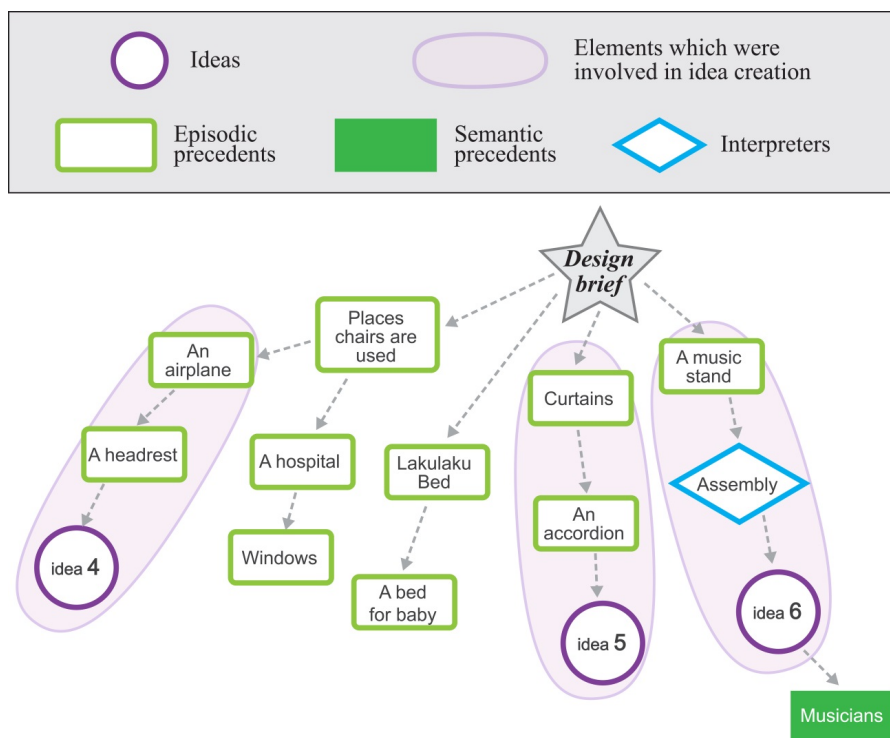 Ideas
Elements which were
involved in idea creation
Episodic
precedents
Semantic
precedents
Interpreters
Design
brief
Places
chairs are
used
An
airplane
A music
stand
Curtains
A headrest
A hospital
Lakulaku
Bed
Assembly
An
accordion
Windows
idea 4
A bed
for baby
idea 5
idea 6
Musicians